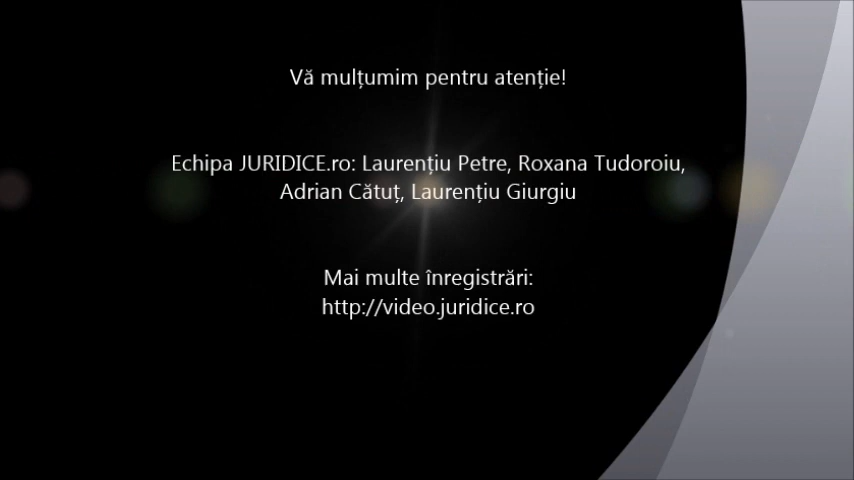 Vă mulțumim pentru atenție!
Echipa JURIDICE.ro: Laurențiu Petre, Roxana Tudoroiu,
Adrian Cătuț, Laurențiu Giurgiu
Mai multe înregistrări:
http://video.juridice.ro